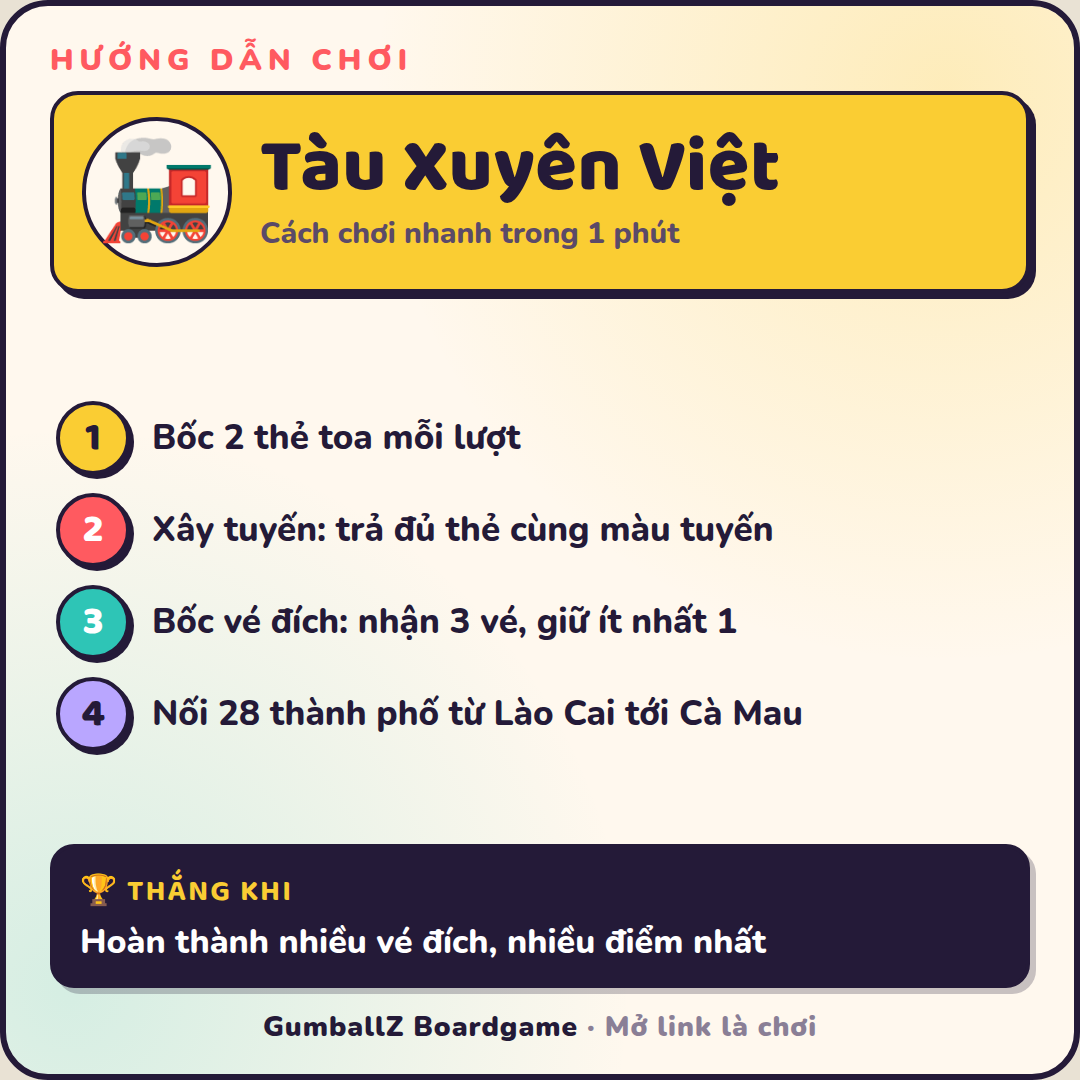 HƯỚNG DẪN CHƠI
Tàu Xuyên Việt
Cách chơi nhanh trong 1 phút
1 Bốc 2 thẻ toa mỗi lượt
2 Xây tuyến: trả đủ thẻ cùng màu tuyến
3 Bốc vé đích: nhận 3 vé, giữ ít nhất 1
4 Nối 28 thành phố từ Lào Cai tới Cà Mau
🏆 THẮNG KHI
Hoàn thành nhiều vé đích, nhiều điểm nhất
GumballZ Boardgame · Mở link là chơi